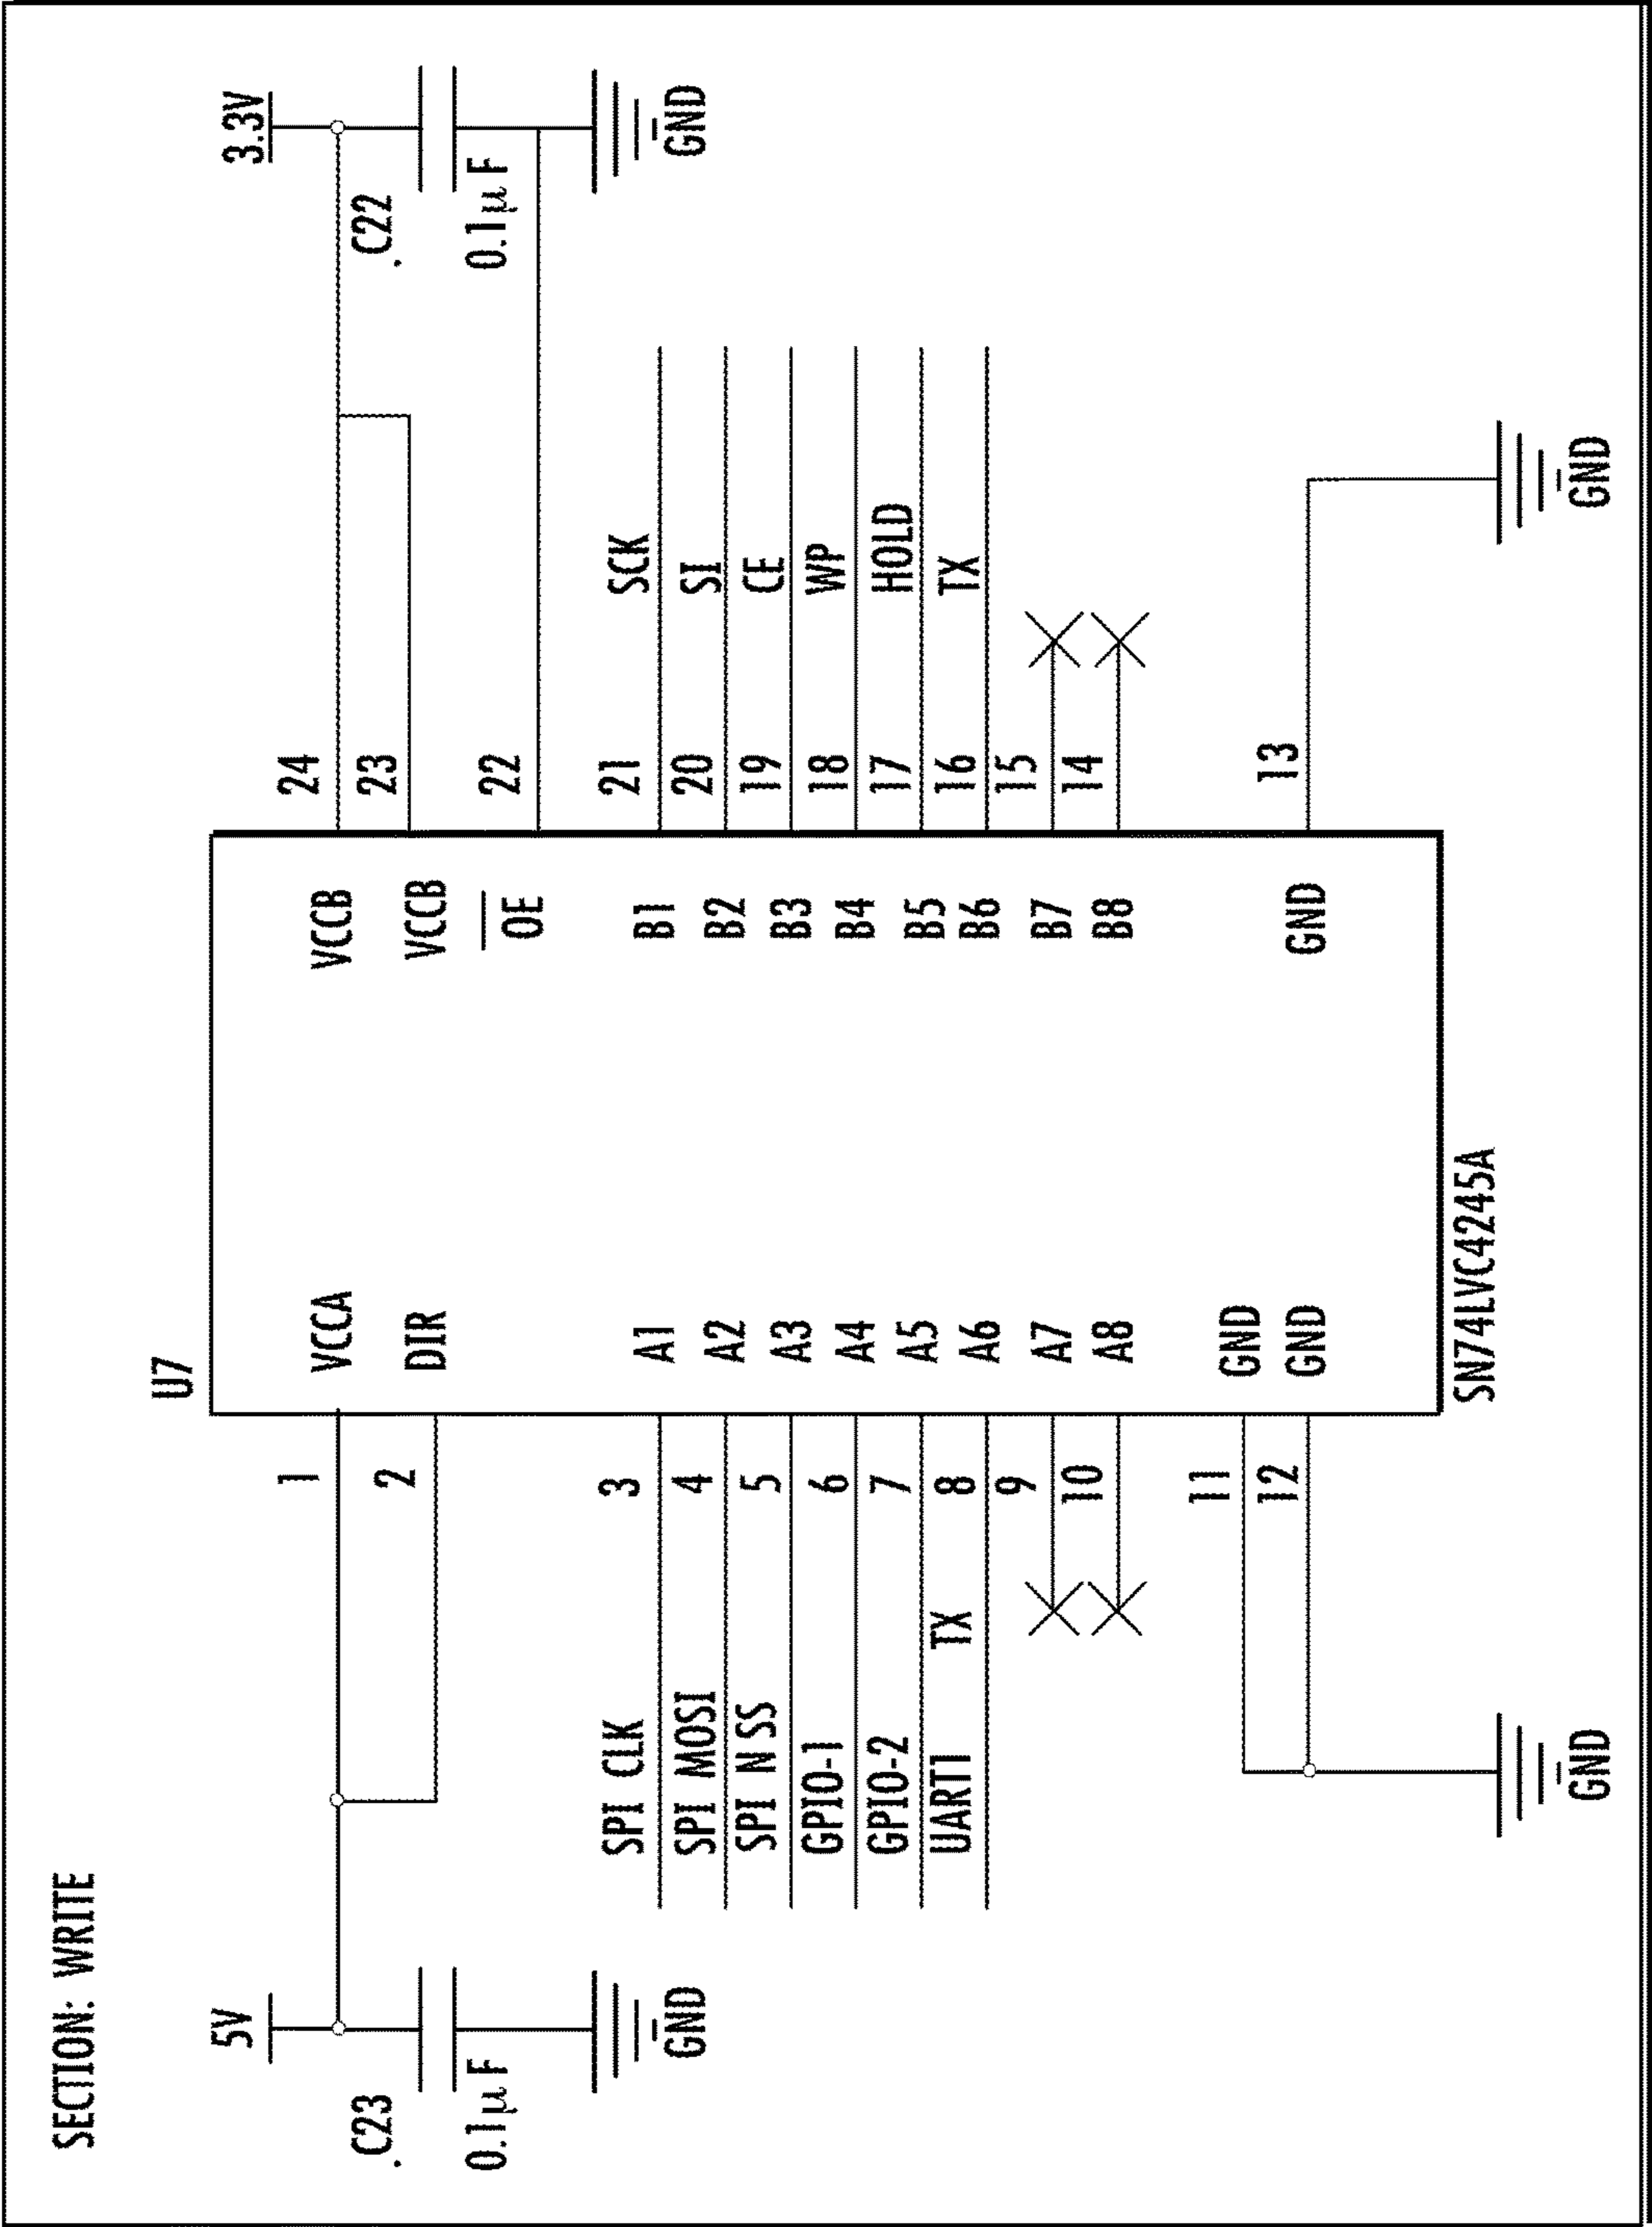 SECTION: WRITE
5V
C23
0.1µF
GND
3.3V
C22
0.1µF
GND
U7
1 VCCA
2 DIR
SPI CLK 3 A1
SPI MOSI 4 A2
SPI N SS 5 A3
GPIO-1 6 A4
GPIO-2 7 A5
UART1 TX 8 A6
9 A7
10 A8
11 GND
12 GND
GND
VCCB 24
VCCB 23
OE 22
B1 21 SCK
B2 20 SI
B3 19 CE
B4 18 WP
B5 17 HOLD
B6 16 TX
B7 15
B8 14
GND 13
GND
SN74LVC4245A